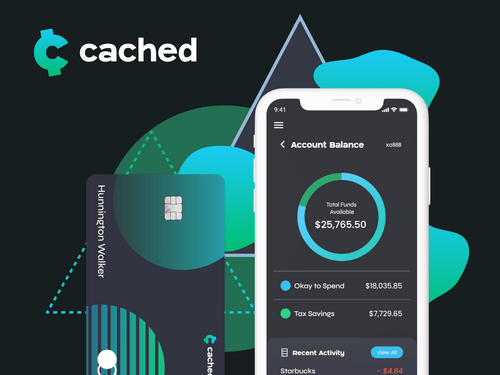 cached
9:41
Account Balance
xo888
Total Funds
Available
$25,765.50
Okay to Spend
$18,035.85
Tax Savings
$7,729.65
Recent Activity
View All
Starbucks
- $4.64
Hunnington Walker
cached